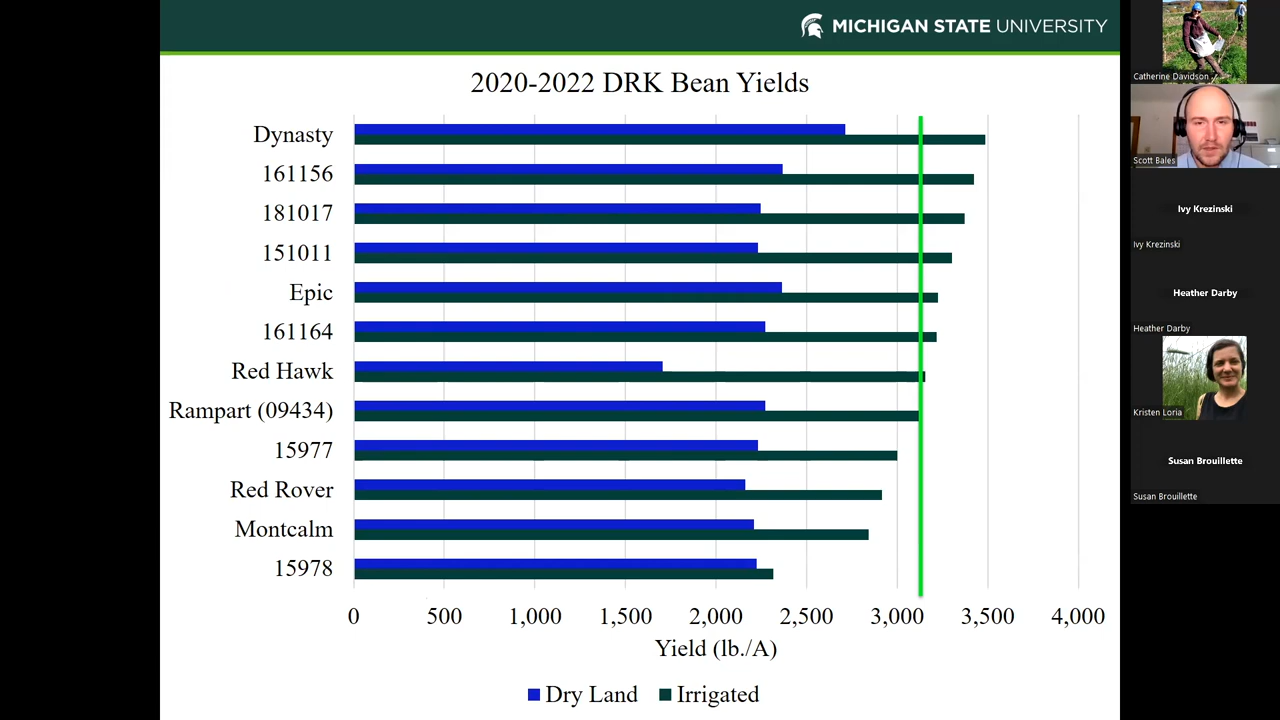 MICHIGAN STATE UNIVERSITY
2020-2022 DRK Bean Yields
Dynasty
161156
181017
151011
Epic
161164
Red Hawk
Rampart (09434)
15977
Red Rover
Montcalm
15978
0 500 1,000 1,500 2,000 2,500 3,000 3,500 4,000
Yield (lb./A)
Dry Land Irrigated
Catherine Davidson
Scott Bales
Ivy Krezinski
Ivy Krezinski
Heather Darby
Heather Darby
Kristen Loria
Susan Brouillette
Susan Brouillette